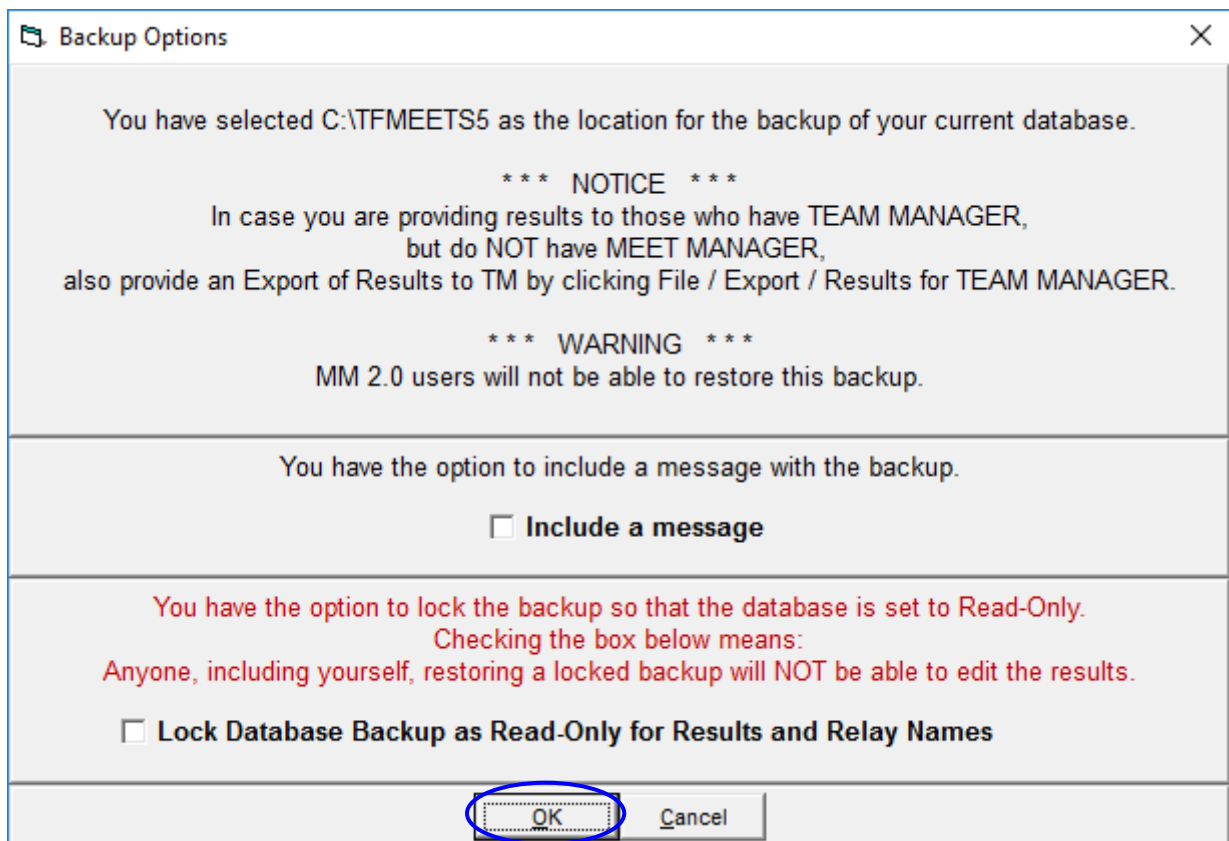 Backup Options
You have selected C:\TFMEETS5 as the location for the backup of your current database.
* * * NOTICE * * *
In case you are providing results to those who have TEAM MANAGER,
but do NOT have MEET MANAGER,
also provide an Export of Results to TM by clicking File / Export / Results for TEAM MANAGER.
* * * WARNING * * *
MM 2.0 users will not be able to restore this backup.
You have the option to include a message with the backup.
Include a message
You have the option to lock the backup so that the database is set to Read-Only.
Checking the box below means:
Anyone, including yourself, restoring a locked backup will NOT be able to edit the results.
Lock Database Backup as Read-Only for Results and Relay Names
OK Cancel